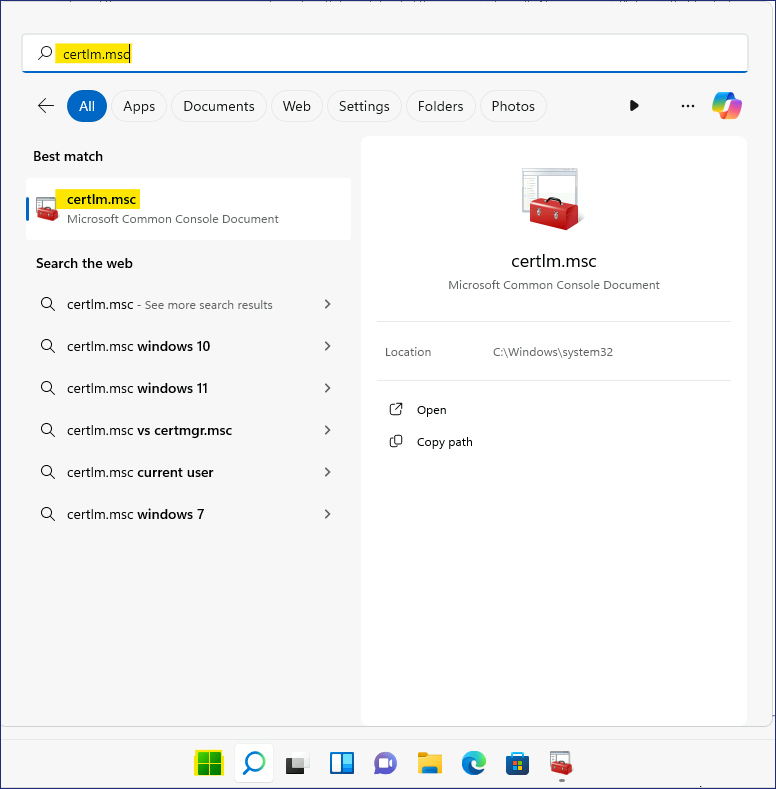 certlm.msc
All
Apps
Documents
Web
Settings
Folders
Photos
Best match
certlm.msc
Microsoft Common Console Document
Search the web
certlm.msc - See more search results
certlm.msc windows 10
certlm.msc windows 11
certlm.msc vs certmgr.msc
certlm.msc current user
certlm.msc windows 7
certlm.msc
Microsoft Common Console Document
Location C:\Windows\system32
Open
Copy path